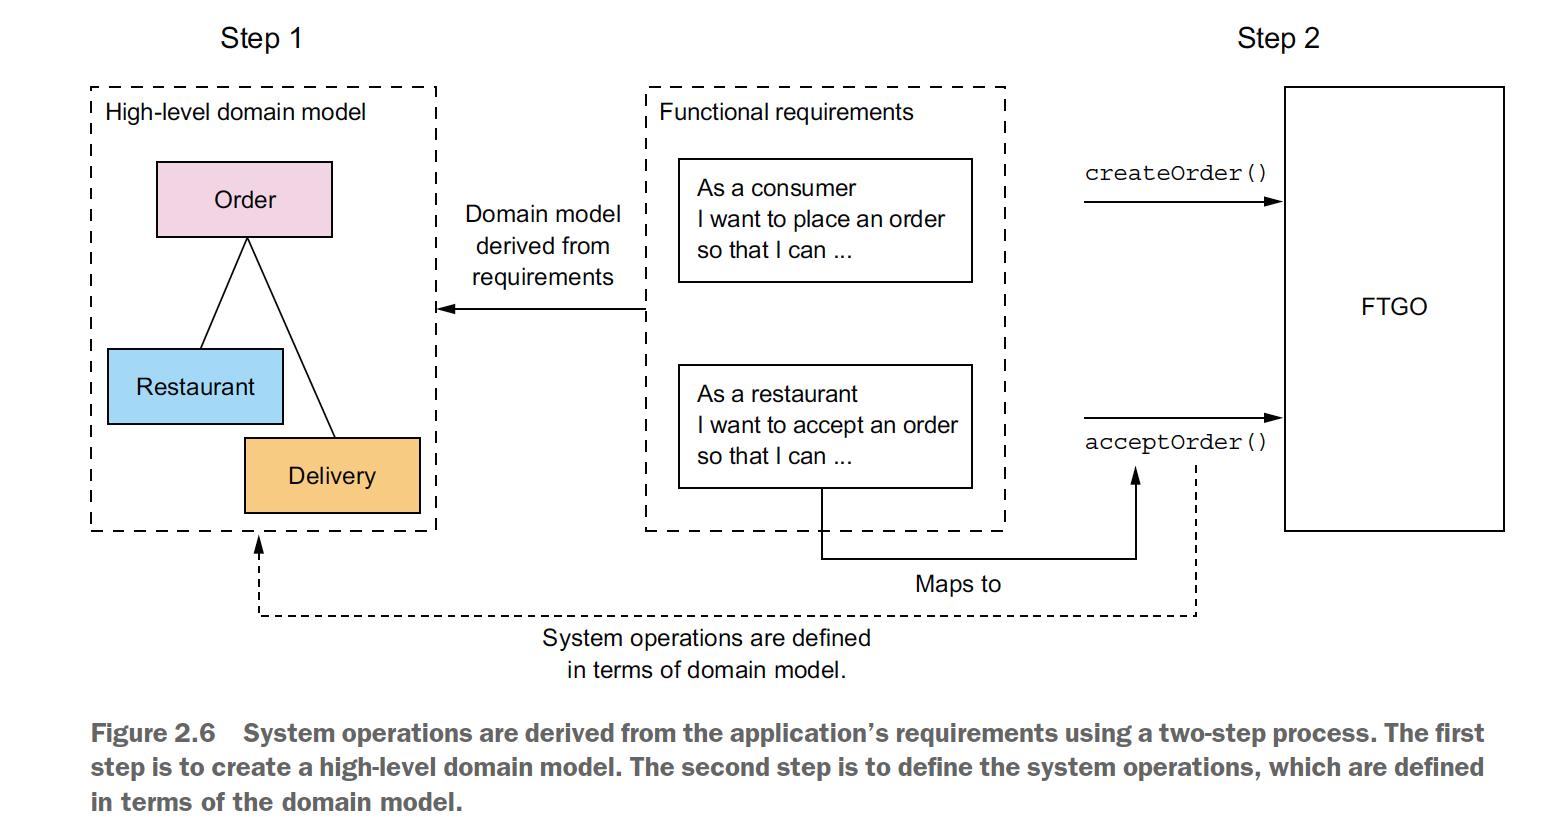 Step 1
Step 2
High-level domain model
Order
Restaurant
Delivery
Domain model
derived from
requirements
Functional requirements
As a consumer
I want to place an order
so that I can ...
As a restaurant
I want to accept an order
so that I can ...
createOrder()
acceptOrder()
FTGO
Maps to
System operations are defined
in terms of domain model.
Figure 2.6 System operations are derived from the application’s requirements using a two-step process. The first
step is to create a high-level domain model. The second step is to define the system operations, which are defined
in terms of the domain model.